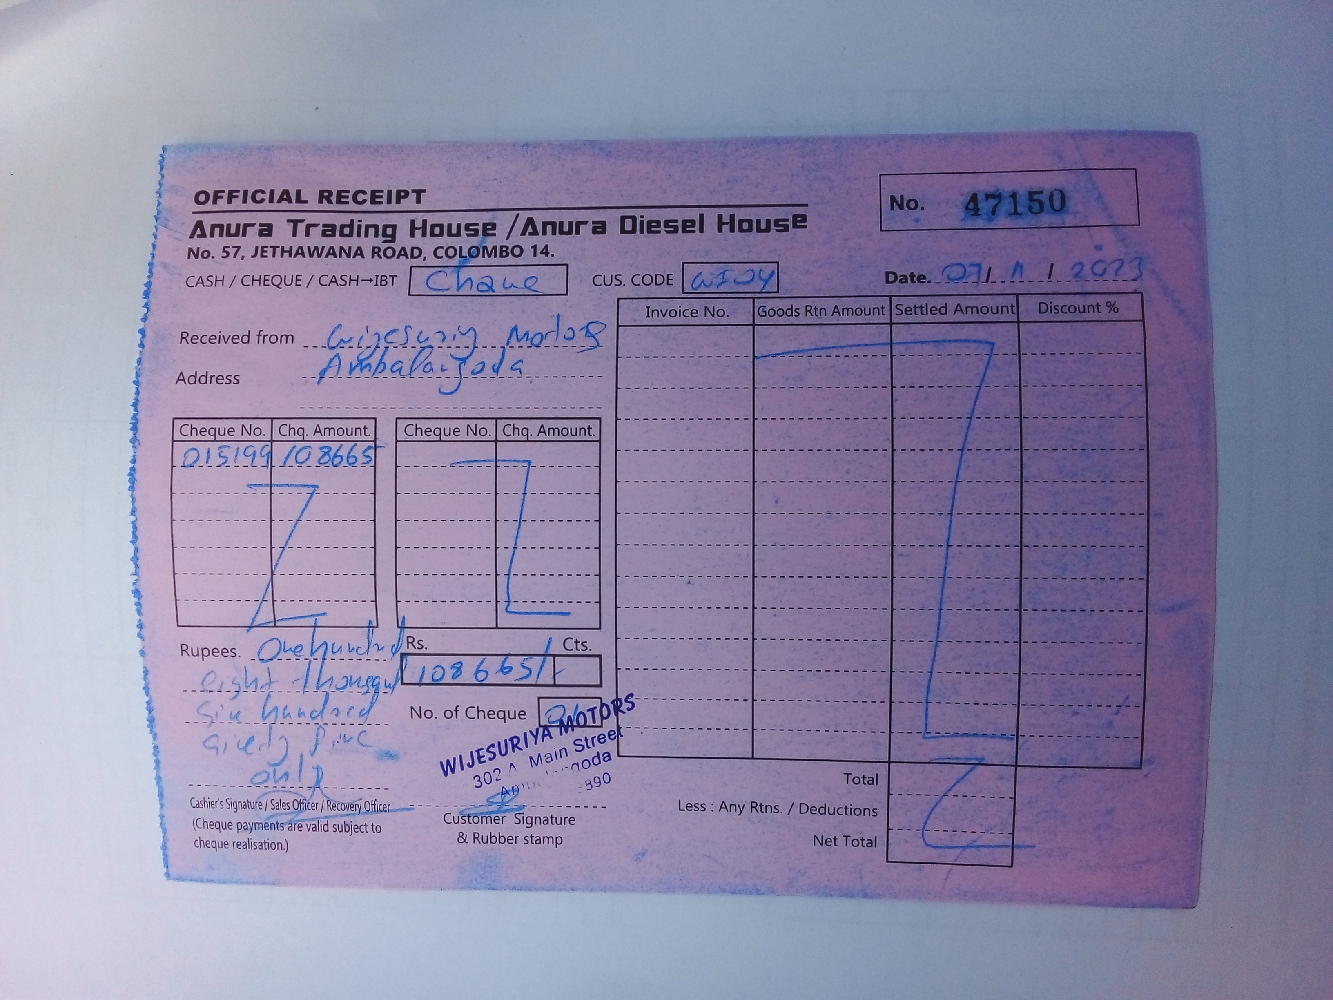 OFFICIAL RECEIPT
No. 47150
Anura Trading House /Anura Diesel House
No. 57, JETHAWANA ROAD, COLOMBO 14.
CASH / CHEQUE / CASH→IBT
CUS. CODE
Date. 07/ 11 / 2023
Received from Wijesuriy Motors
Address Ambalangoda
Invoice No. Goods Rtn Amount Settled Amount Discount %
Cheque No. Chq. Amount. Cheque No. Chq. Amount.
015199 108665
Rupees. One hundred
eight thousand
six hundred
sixty five
only
Rs. Cts.
108665/-
No. of Cheque
WIJESURIYA MOTORS
302 Main Street
Cashier's Signature / Sales Officer / Recovery Officer
(Cheque payments are valid subject to
cheque realisation.)
Customer Signature
& Rubber stamp
Total
Less : Any Rtns. / Deductions
Net Total